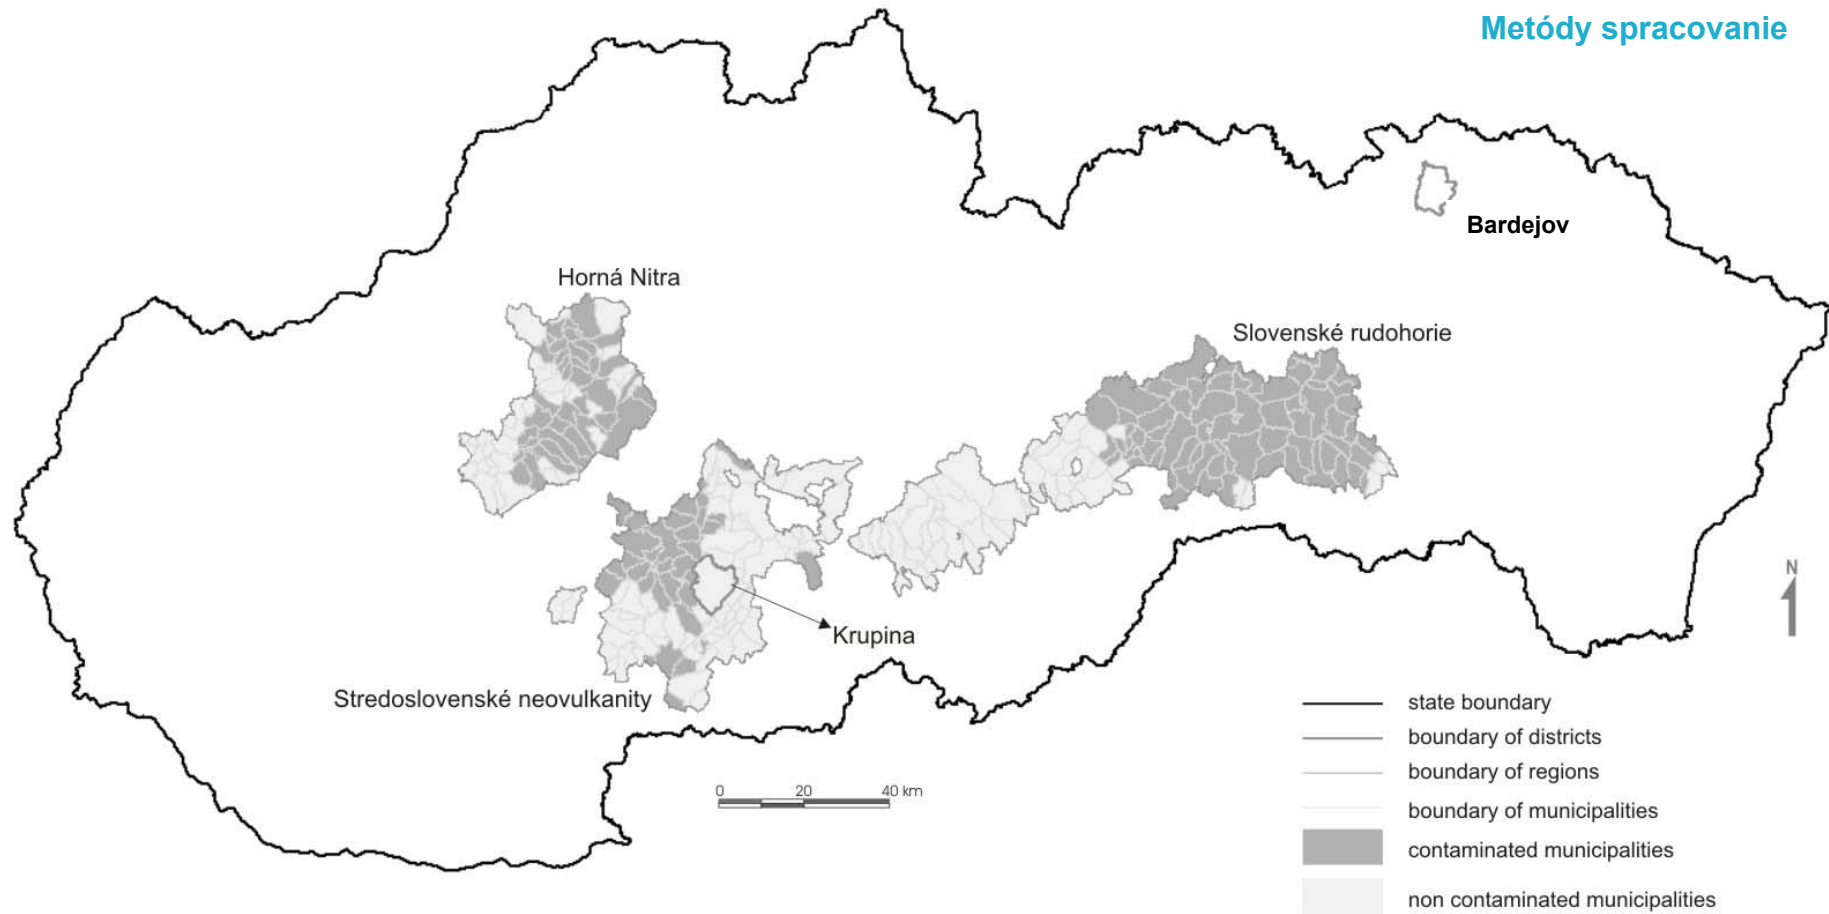 Metódy spracovanie
Bardejov
Horná Nitra
Slovenské rudohorie
N
Krupina
Stredoslovenské neovulkanity
state boundary
boundary of districts
boundary of regions
0 20 40 km
boundary of municipalities
contaminated municipalities
non contaminated municipalities